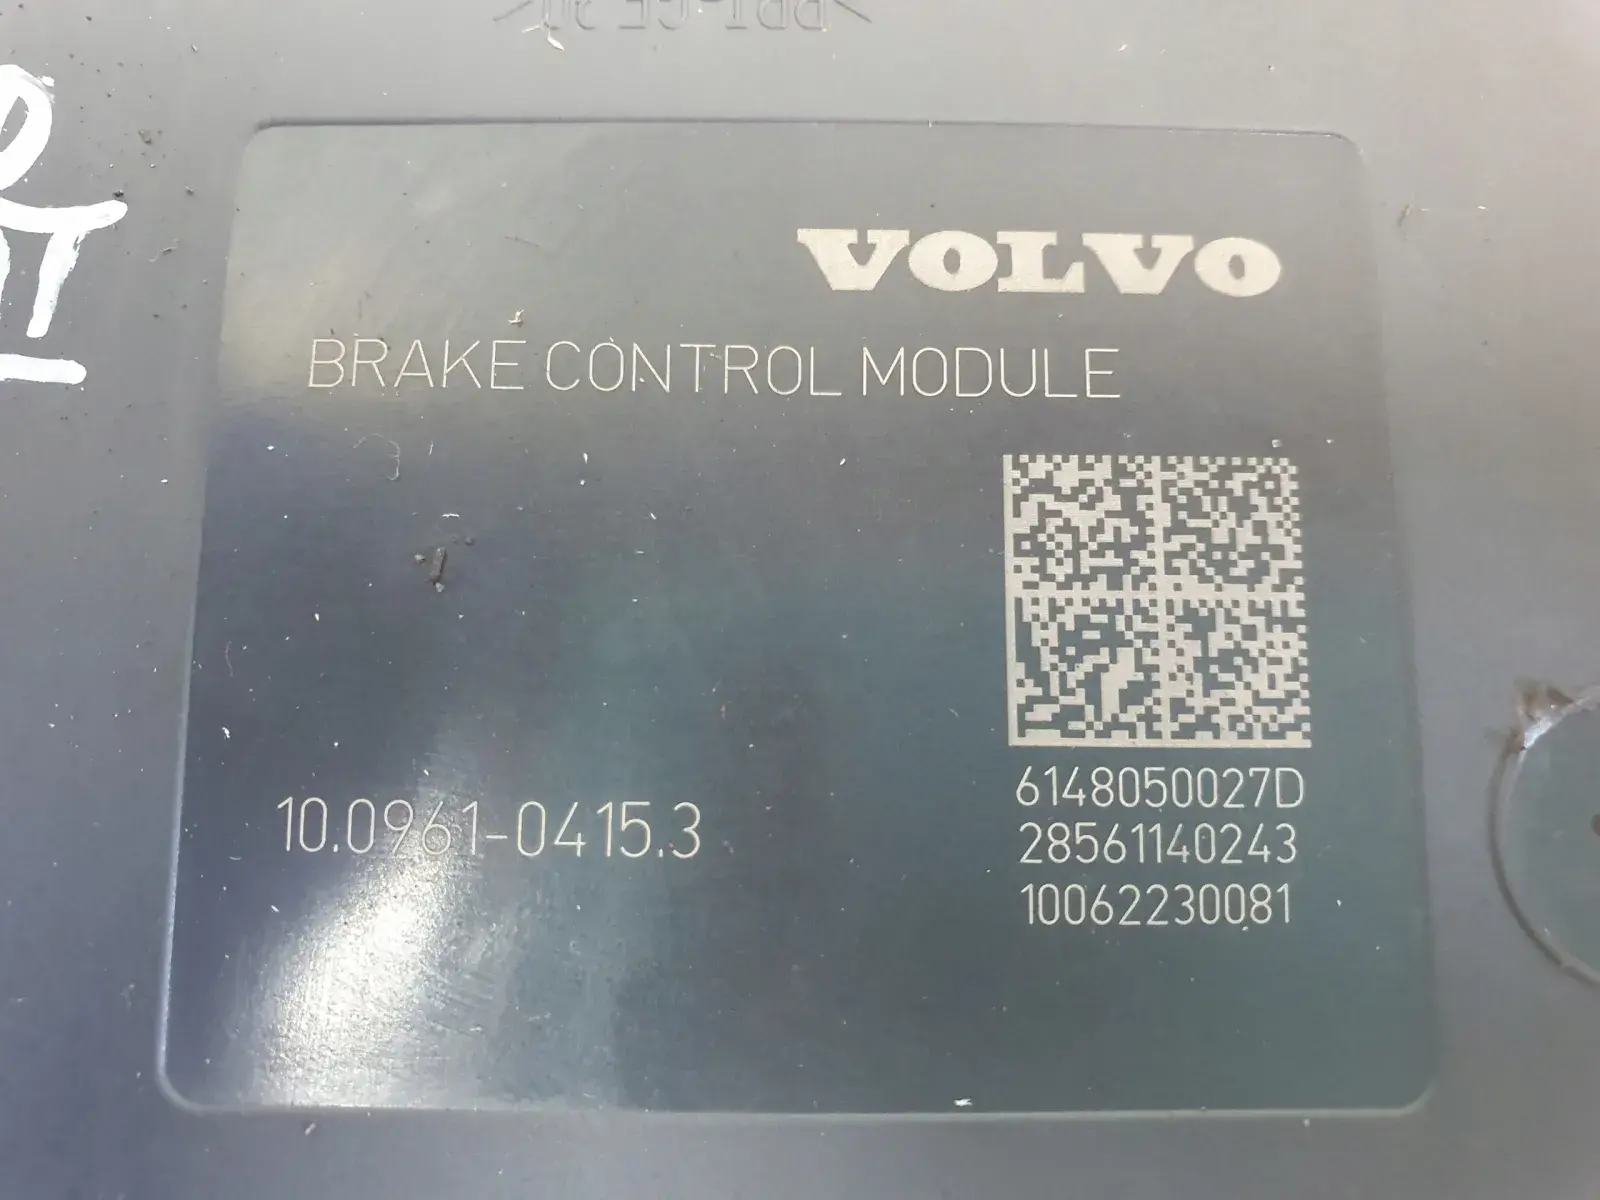 VOLVO
BRAKE CONTROL MODULE
10.0961-0415.3
6148050027D
28561140243
10062230081